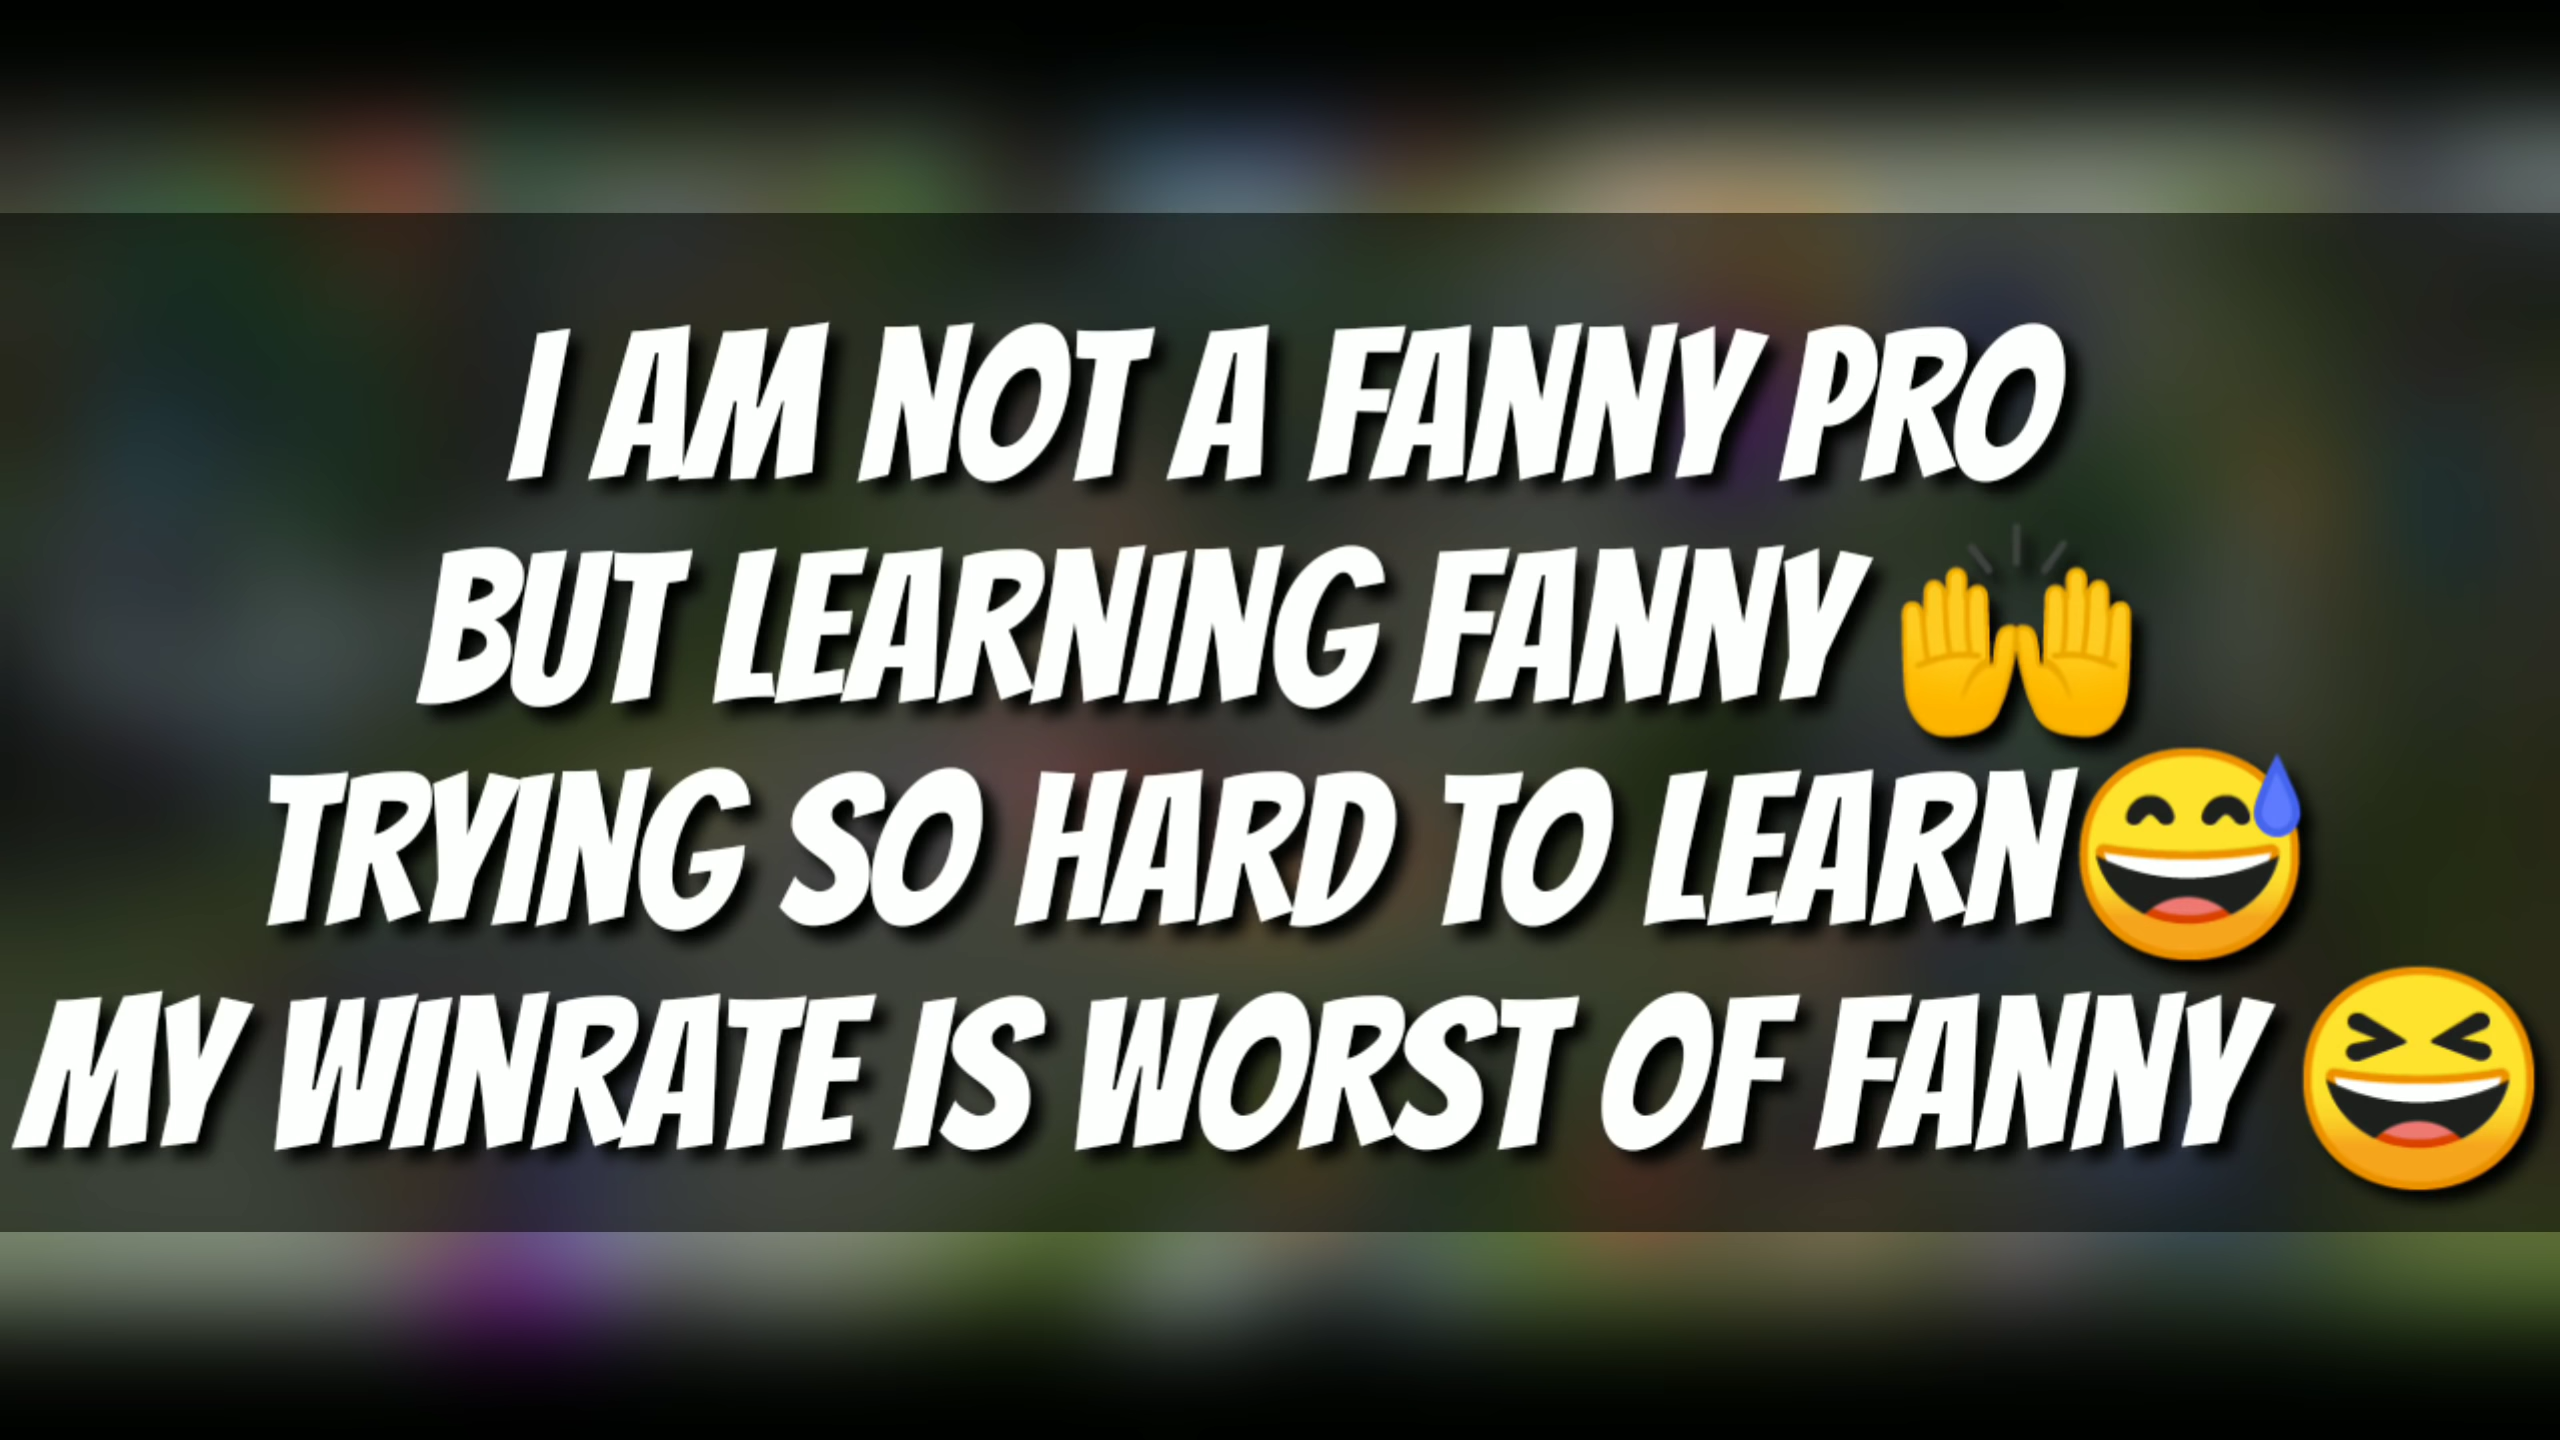 I AM NOT A FANNY PRO
BUT LEARNING FANNY 🙌
TRYING SO HARD TO LEARN😅
MY WINRATE IS WORST OF FANNY 😆